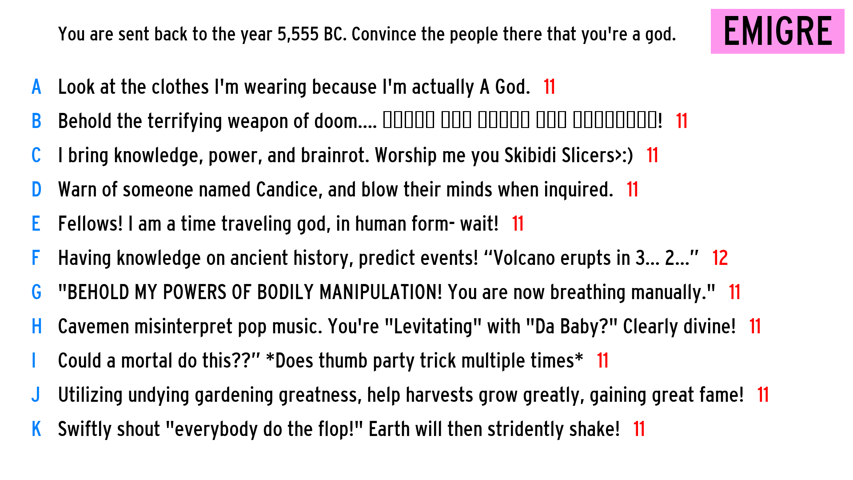 You are sent back to the year 5,555 BC. Convince the people there that you're a god.
EMIGRE
A Look at the clothes I'm wearing because I'm actually A God. 11
B Behold the terrifying weapon of doom.... ▯▯▯▯▯ ▯▯▯ ▯▯▯▯▯ ▯▯▯ ▯▯▯▯▯▯▯▯! 11
C I bring knowledge, power, and brainrot. Worship me you Skibidi Slicers>:) 11
D Warn of someone named Candice, and blow their minds when inquired. 11
E Fellows! I am a time traveling god, in human form- wait! 11
F Having knowledge on ancient history, predict events! “Volcano erupts in 3... 2...” 12
G "BEHOLD MY POWERS OF BODILY MANIPULATION! You are now breathing manually." 11
H Cavemen misinterpret pop music. You're "Levitating" with "Da Baby?" Clearly divine! 11
I Could a mortal do this??” *Does thumb party trick multiple times* 11
J Utilizing undying gardening greatness, help harvests grow greatly, gaining great fame! 11
K Swiftly shout "everybody do the flop!" Earth will then stridently shake! 11